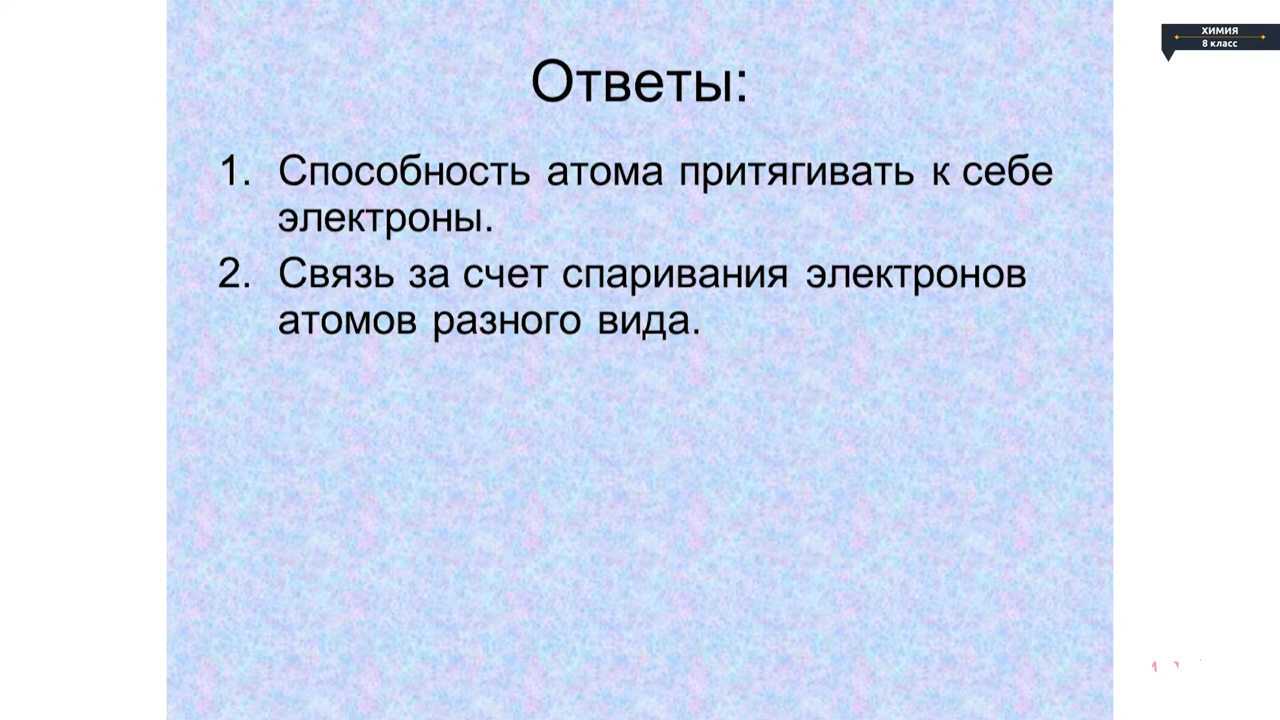 ХИМИЯ
8 класс
Ответы:
1. Способность атома притягивать к себе
электроны.
2. Связь за счет спаривания электронов
атомов разного вида.